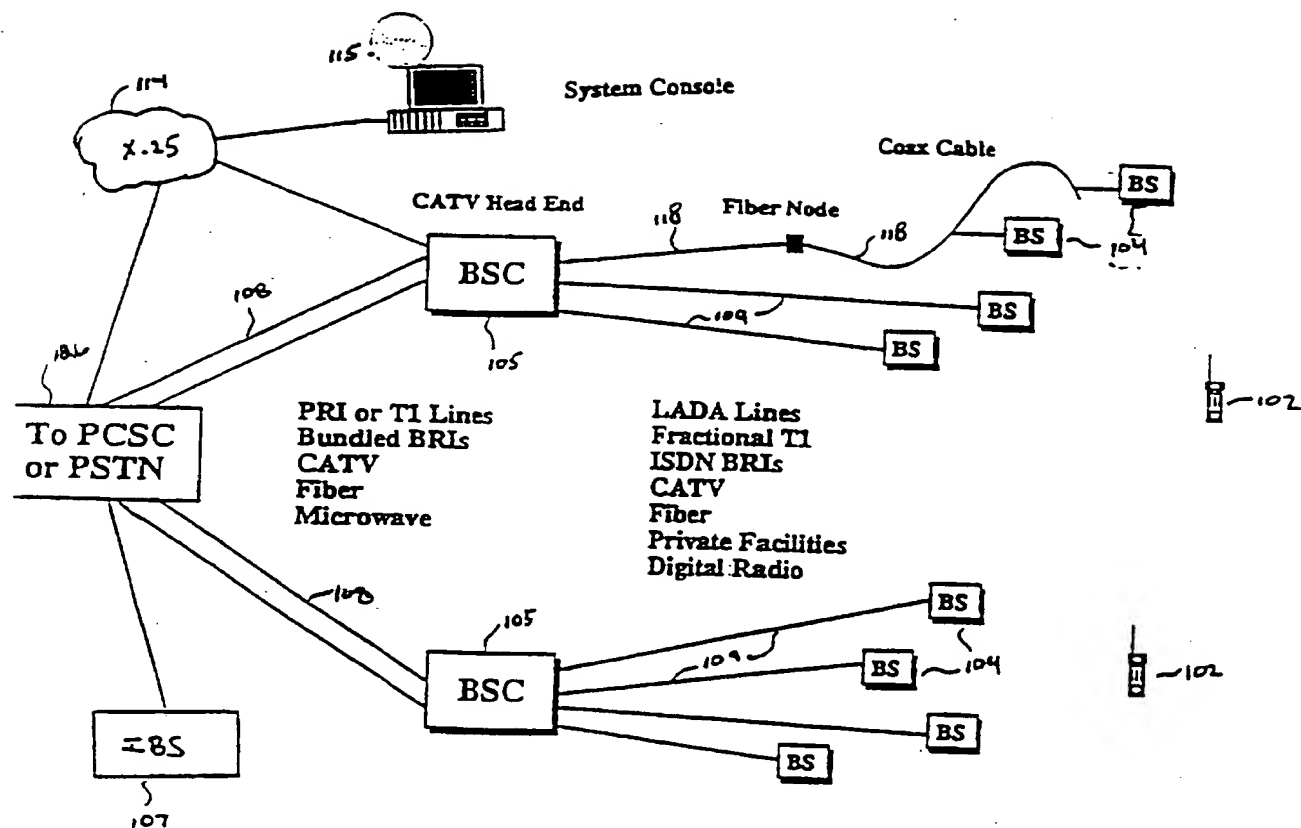 115
System Console
114
X.25
Coax Cable
BS
CATV Head End
Fiber Node
118
118
BS
104
BSC
108
109
BS
BS
105
102
To PCSC
or PSTN
PRI or T1 Lines
Bundled BRIs
CATV
Fiber
Microwave
LADA Lines
Fractional T1
ISDN BRIs
CATV
Fiber
Private Facilities
Digital Radio
108
105
BS
109
BS
104
102
BSC
BS
IBS
BS
107